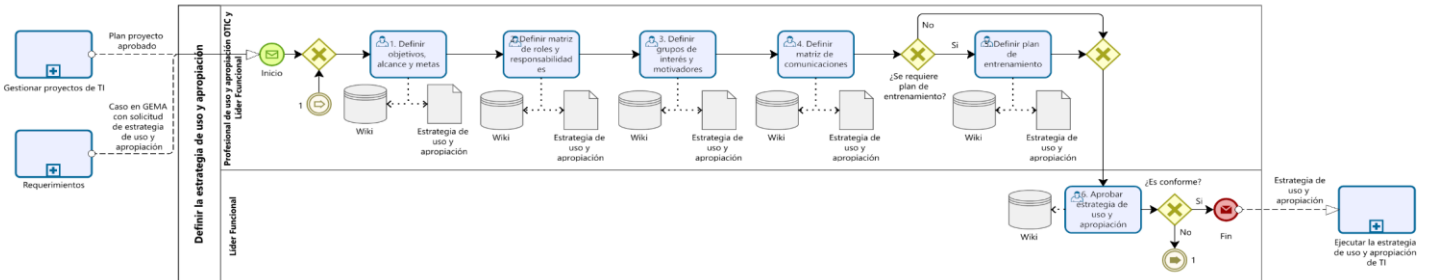 Plan proyecto
aprobado
Gestionar proyectos de TI
Caso en GEMA
con solicitud
de estrategia
de uso y
apropiación
Requerimientos
Definir la estrategia de uso y apropiación
Profesional de uso y apropiación OTIC y
Líder Fcuncional
Inicio
1
1. Definir
objetivos,
alcance y metas
Wiki
Estrategia de
uso y
apropiación
Definir matriz
de roles y
responsabilidad
es
Wiki
Estrategia de
uso y
apropiación
3. Definir
grupos de
interés y
motivadores
Wiki
Estrategia de
uso y
apropiación
4. Definir
matriz de
comunicaciones
Wiki
Estrategia de
uso y
apropiación
No
Si
¿Se requiere
plan de
entrenamiento?
Definir plan
de
entrenamiento
Wiki
Estrategia de
uso y
apropiación
Líder Funcional
Wiki
. Aprobar
estrategia de
uso y
apropiación
¿Es conforme?
Si
No
1
Fin
Estrategia de
uso y
apropiación
Ejecutar la estrategia
de uso y apropiación
de TI